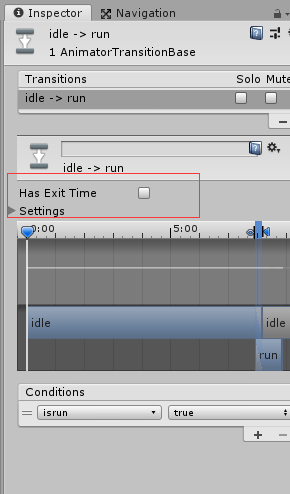 Inspector Navigation
idle -> run
1 AnimatorTransitionBase
Transitions Solo Mute
idle -> run
idle -> run
Has Exit Time
Settings
0:00 5:00
idle idle
run
Conditions
isrun true